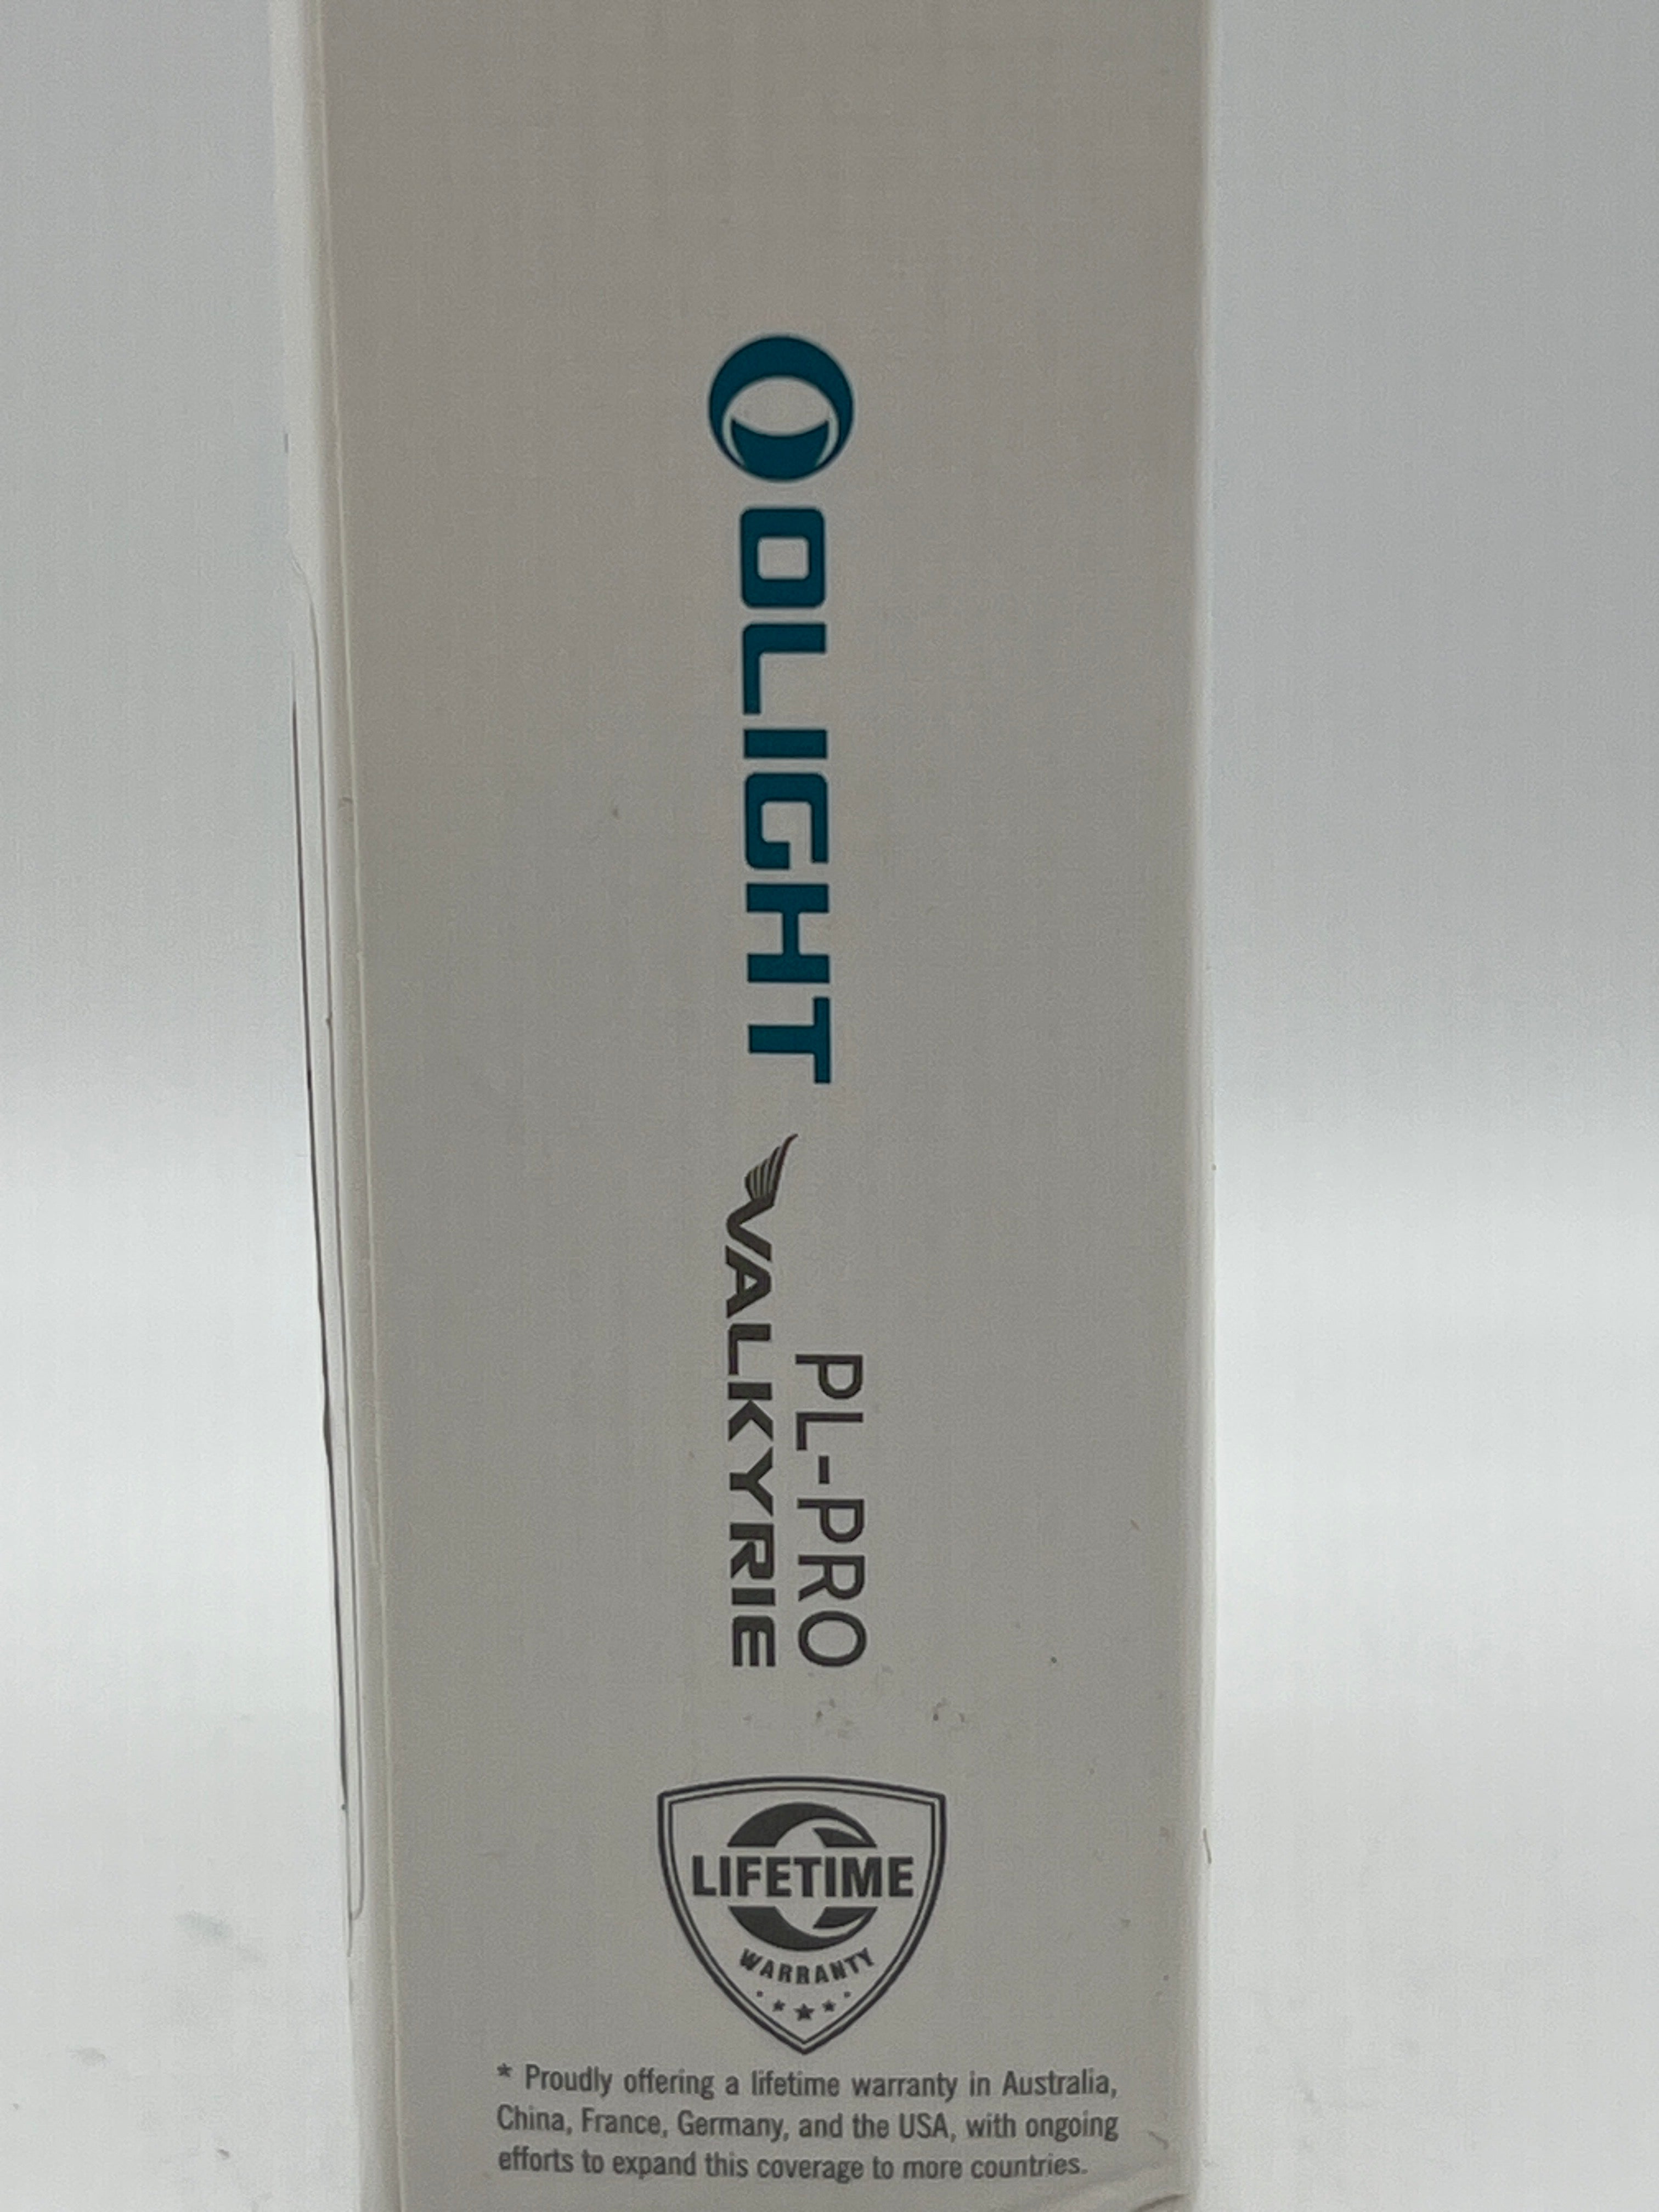 OLIGHT
PL-PRO
VALKYRIE
LIFETIME
WARRANTY
* Proudly offering a lifetime warranty in Australia,
China, France, Germany, and the USA, with ongoing
efforts to expand this coverage to more countries.